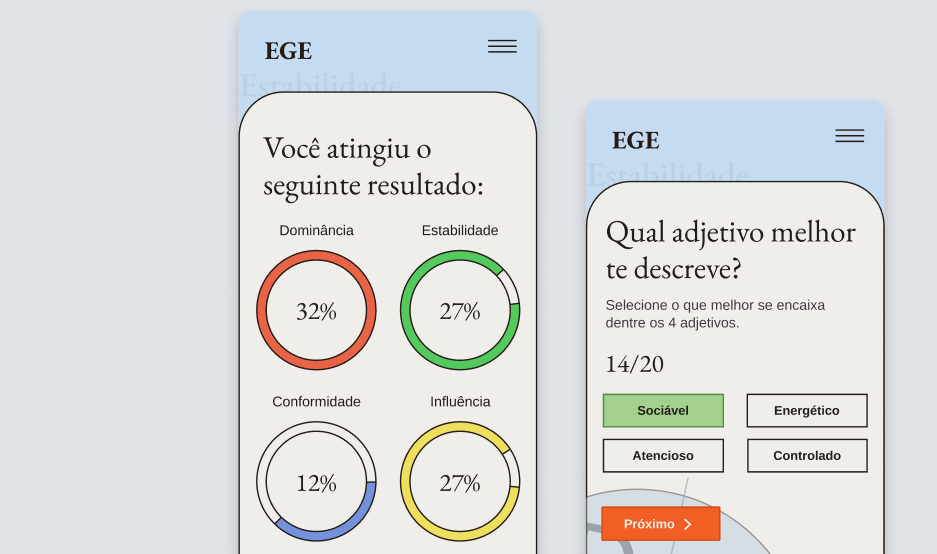 EGE
Estabilidade
Você atingiu o
seguinte resultado:
Dominância
Estabilidade
32%
27%
Conformidade
Influência
12%
27%
EGE
Estabilidade
Qual adjetivo melhor
te descreve?
Selecione o que melhor se encaixa
dentre os 4 adjetivos.
14/20
Sociável
Energético
Atencioso
Controlado
Próximo